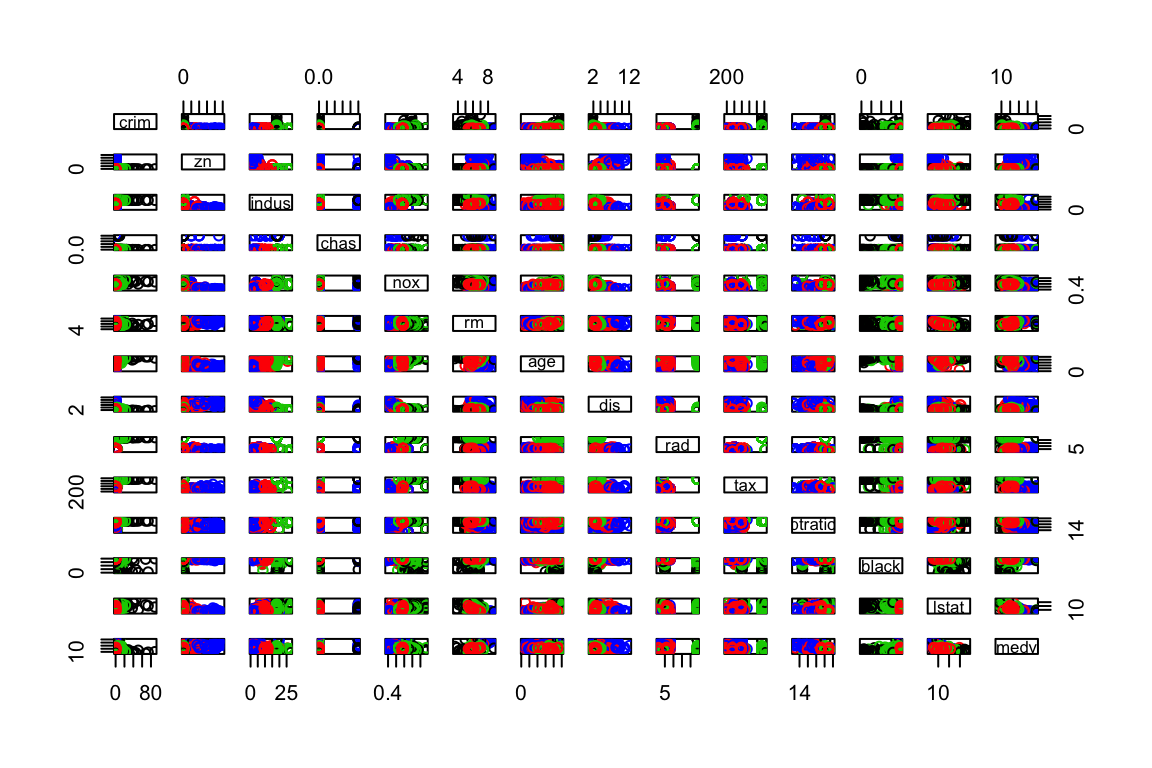 0 0.0 4 8 2 12 200 0 10
crim 0
0 zn
indus 0
0.0 chas
nox 0.4
4 rm
age 0
2 dis
rad 5
200 tax
ptratio 14
0 black
lstat 10
10 medv
0 80 0 25 0.4 0 5 14 10